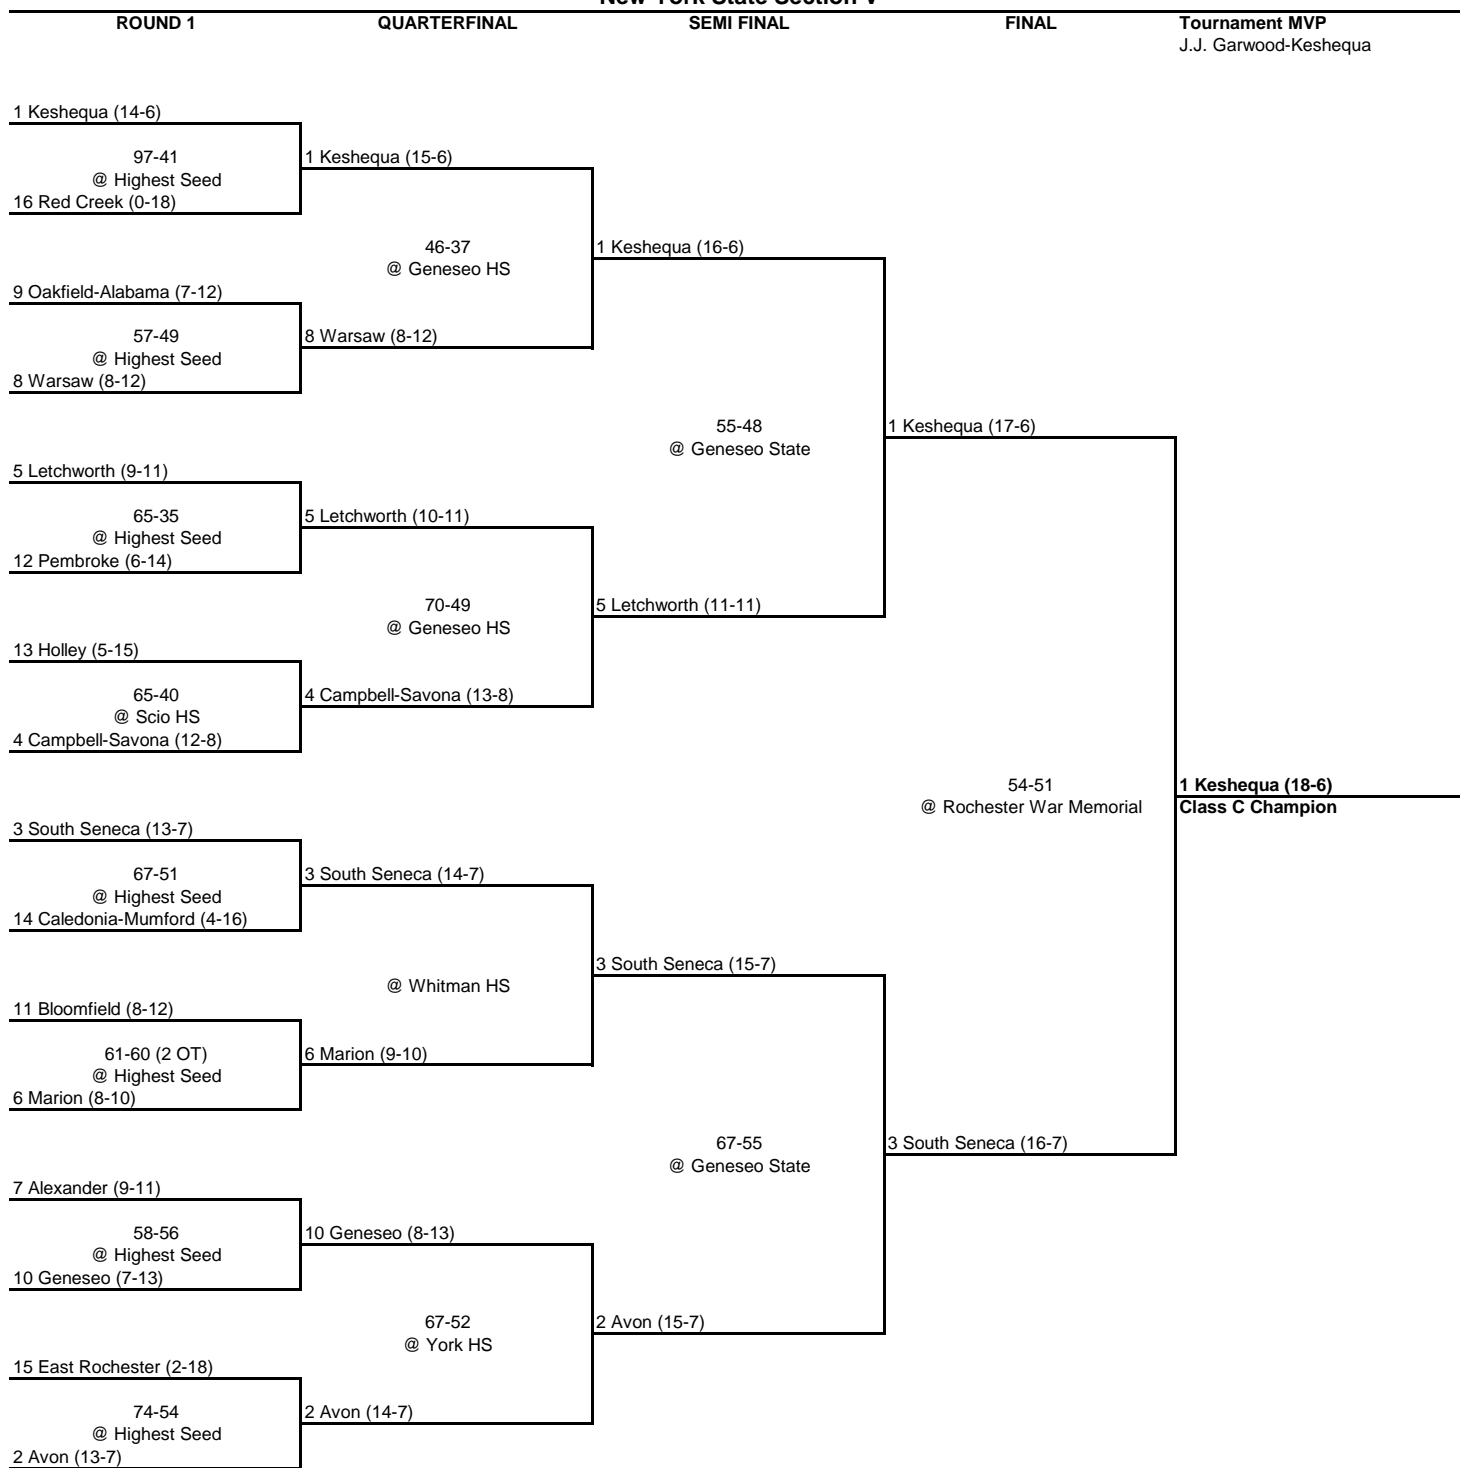 New York State Section V
ROUND 1 QUARTERFINAL SEMI FINAL FINAL Tournament MVP
J.J. Garwood-Keshequa
1 Keshequa (14-6)
97-41
@ Highest Seed
16 Red Creek (0-18)
1 Keshequa (15-6)
46-37
@ Geneseo HS
1 Keshequa (16-6)
9 Oakfield-Alabama (7-12)
57-49
@ Highest Seed
8 Warsaw (8-12)
8 Warsaw (8-12)
55-48
@ Geneseo State
1 Keshequa (17-6)
5 Letchworth (9-11)
65-35
@ Highest Seed
12 Pembroke (6-14)
5 Letchworth (10-11)
70-49
@ Geneseo HS
5 Letchworth (11-11)
13 Holley (5-15)
65-40
@ Scio HS
4 Campbell-Savona (12-8)
4 Campbell-Savona (13-8)
54-51
@ Rochester War Memorial
1 Keshequa (18-6)
Class C Champion
3 South Seneca (13-7)
67-51
@ Highest Seed
14 Caledonia-Mumford (4-16)
3 South Seneca (14-7)
@ Whitman HS
3 South Seneca (15-7)
11 Bloomfield (8-12)
61-60 (2 OT)
@ Highest Seed
6 Marion (8-10)
6 Marion (9-10)
67-55
@ Geneseo State
3 South Seneca (16-7)
7 Alexander (9-11)
58-56
@ Highest Seed
10 Geneseo (7-13)
10 Geneseo (8-13)
67-52
@ York HS
2 Avon (15-7)
15 East Rochester (2-18)
74-54
@ Highest Seed
2 Avon (13-7)
2 Avon (14-7)